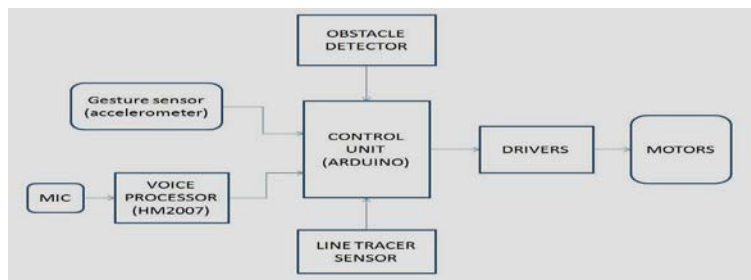 OBSTACLE
DETECTOR
Gesture sensor
(accelerometer)
CONTROL
UNIT
(ARDUINO)
DRIVERS
MOTORS
MIC
VOICE
PROCESSOR
(HM2007)
LINE TRACER
SENSOR